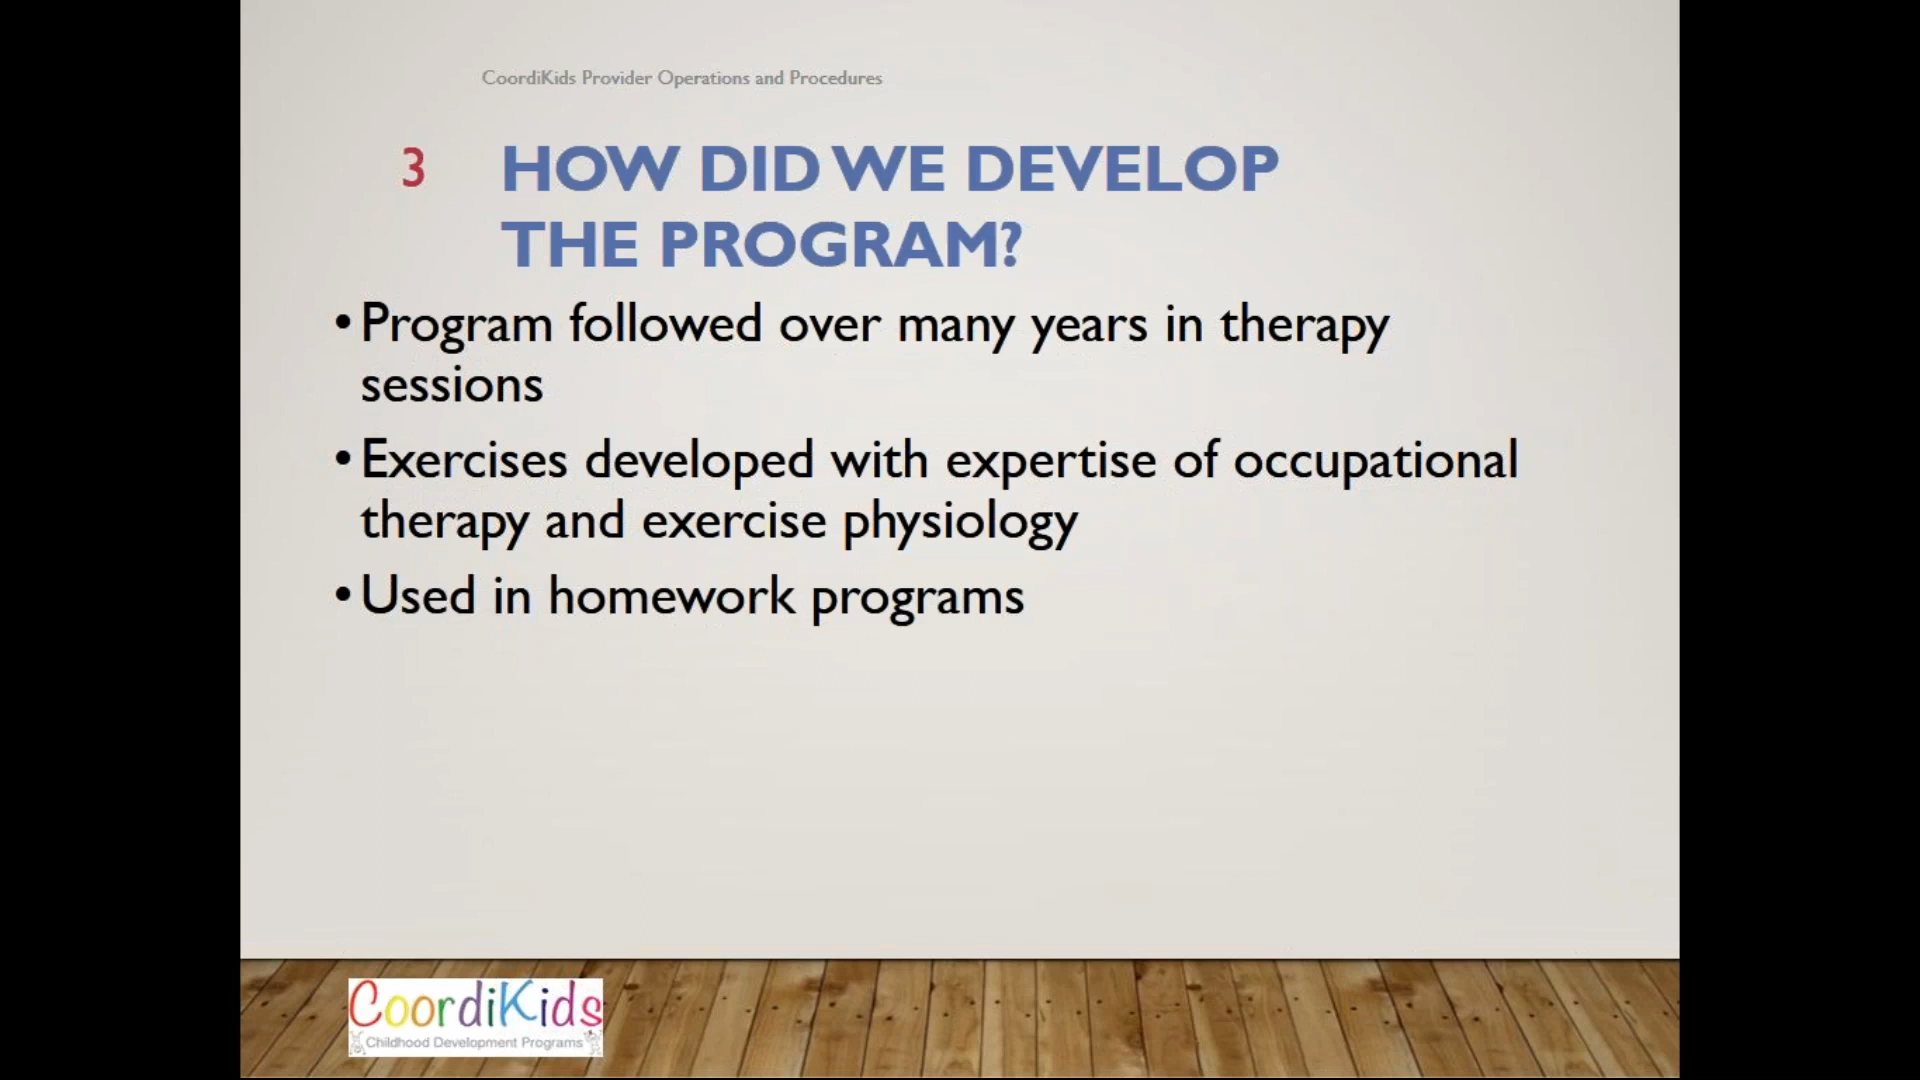 CoordiKids Provider Operations and Procedures
3 HOW DID WE DEVELOP
THE PROGRAM?
• Program followed over many years in therapy
sessions
• Exercises developed with expertise of occupational
therapy and exercise physiology
• Used in homework programs
CoordiKids
Childhood Development Programs